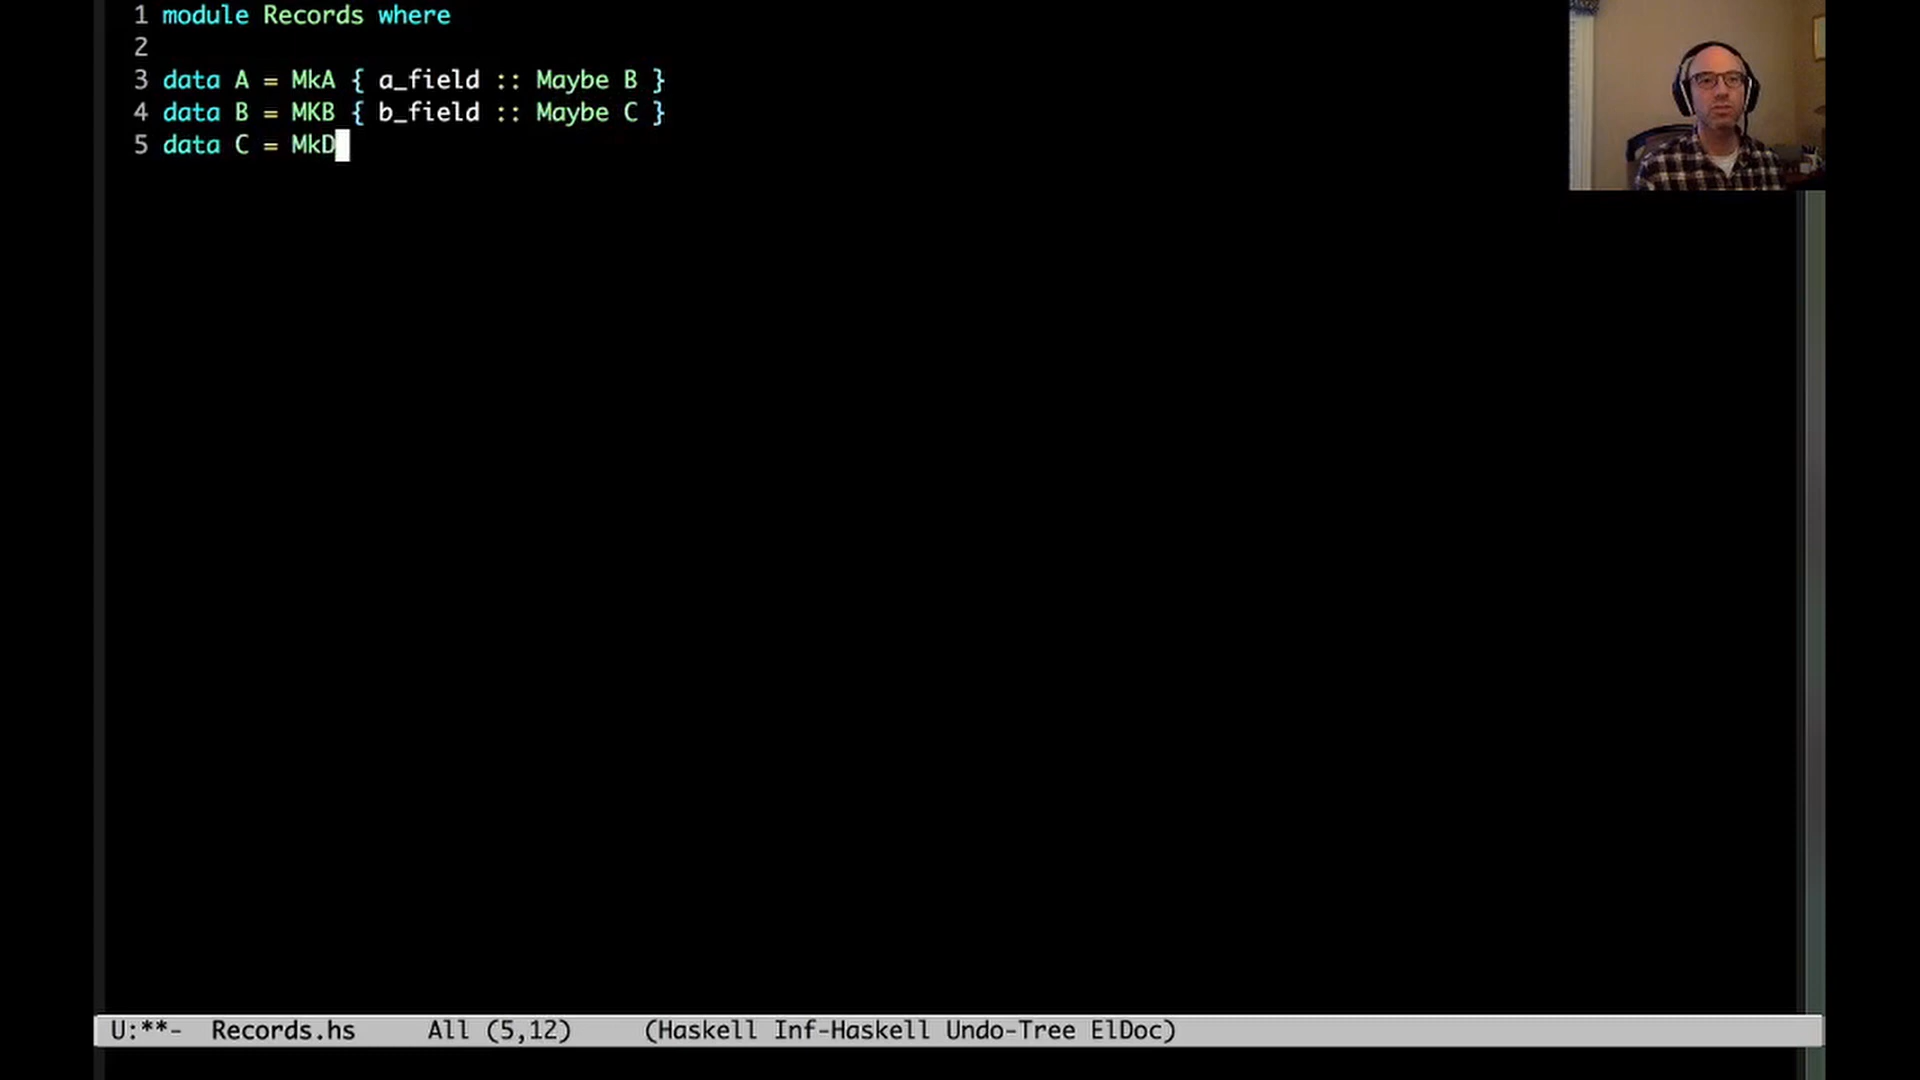 1 module Records where
2
3 data A = MkA { a_field :: Maybe B }
4 data B = MKB { b_field :: Maybe C }
5 data C = MkD
U:**-  Records.hs     All (5,12)     (Haskell Inf-Haskell Undo-Tree ElDoc)